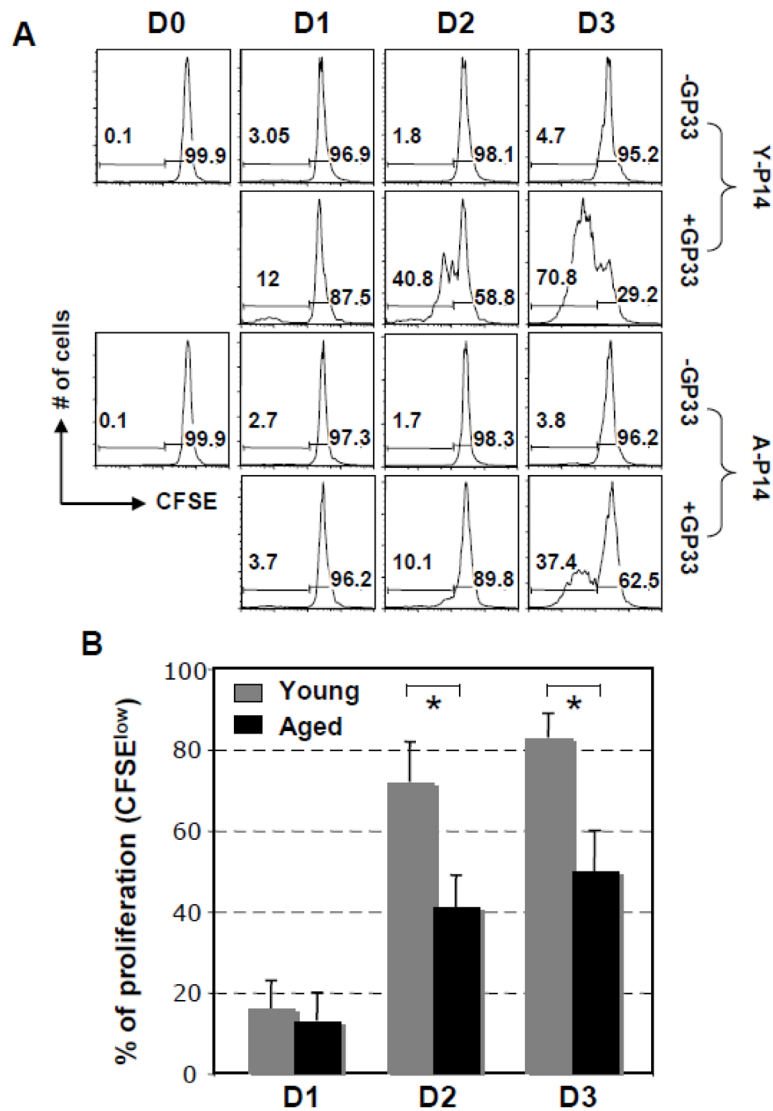 A
D0 D1 D2 D3
0.1 99.9 3.05 96.9 1.8 98.1 4.7 95.2
-GP33
12 87.5 40.8 58.8 70.8 29.2
+GP33
Y-P14
0.1 99.9 2.7 97.3 1.7 98.3 3.8 96.2
-GP33
3.7 96.2 10.1 89.8 37.4 62.5
+GP33
A-P14
# of cells
CFSE
B
% of proliferation (CFSElow)
100
80
60
40
20
0
Young
Aged
* *
D1 D2 D3